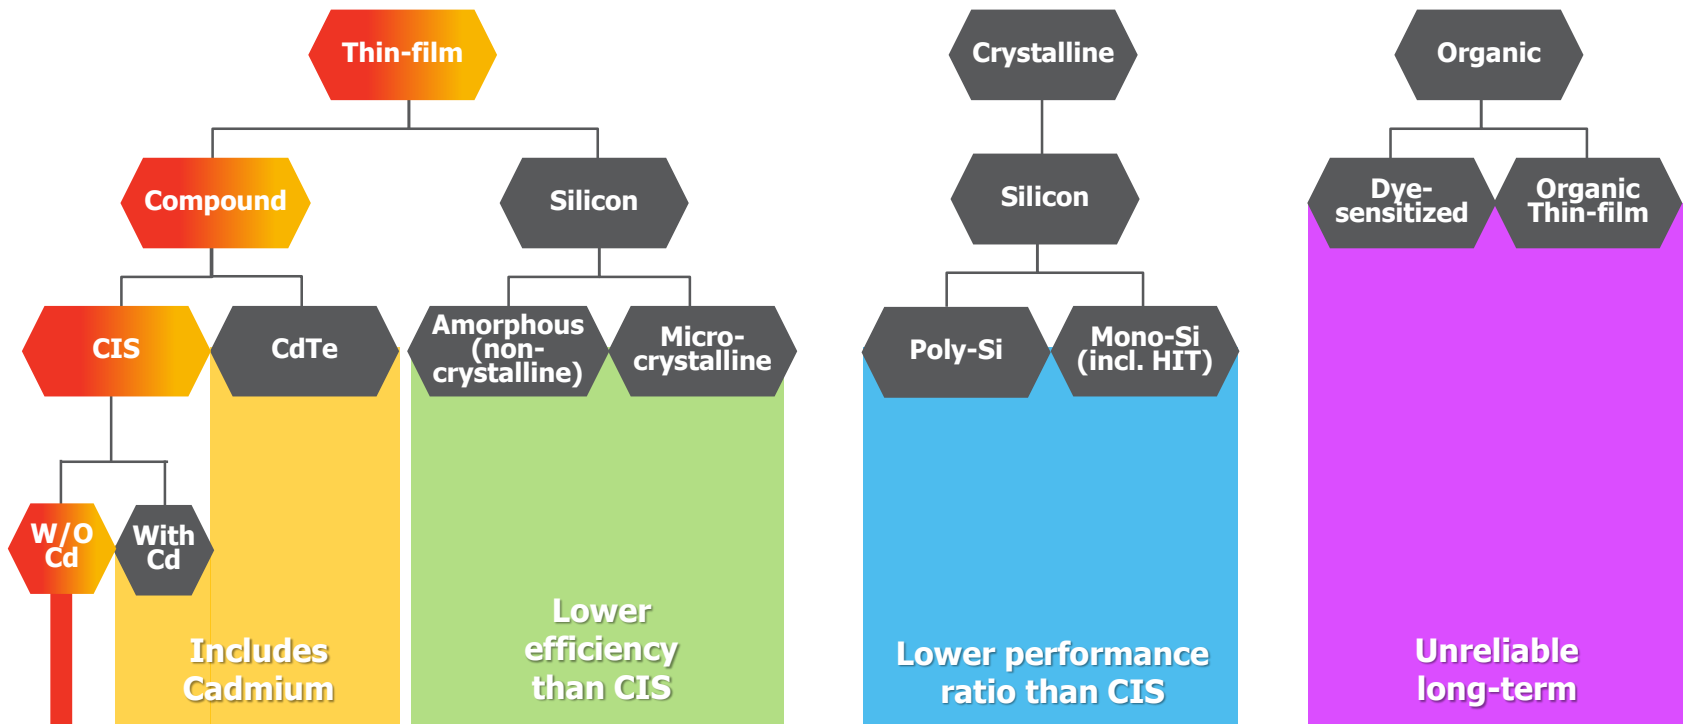 Thin-film
Crystalline
Organic
Compound
Silicon
Silicon
Dye-
sensitized
Organic
Thin-film
CIS
CdTe
Amorphous
(non-
crystalline)
Micro-
crystalline
Poly-Si
Mono-Si
(incl. HIT)
W/O
Cd
With
Cd
Includes
Cadmium
Lower
efficiency
than CIS
Lower performance
ratio than CIS
Unreliable
long-term